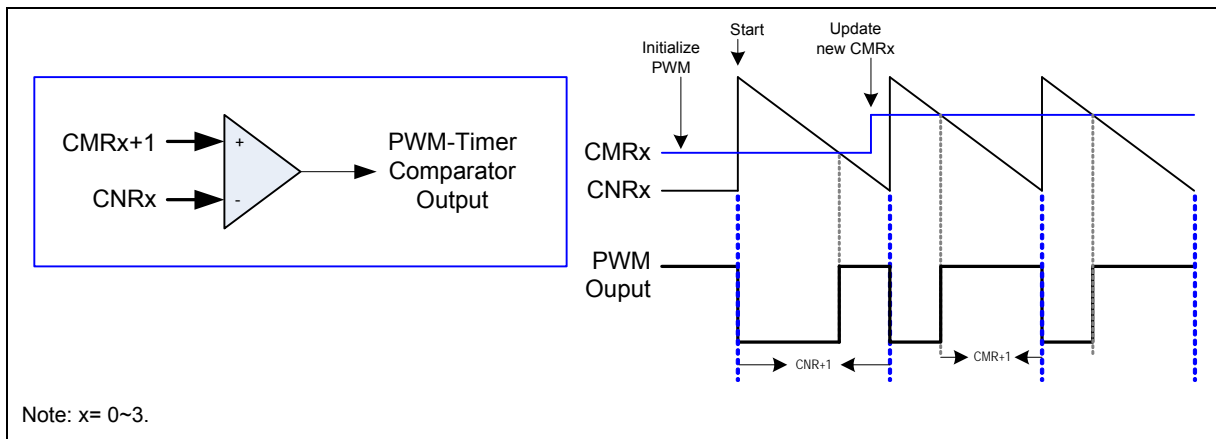 CMRx+1
CNRx
+
-
PWM-Timer
Comparator
Output
Initialize
PWM
Start
Update
new CMRx
CMRx
CNRx
PWM
Ouput
CNR+1
CMR+1
Note: x= 0~3.